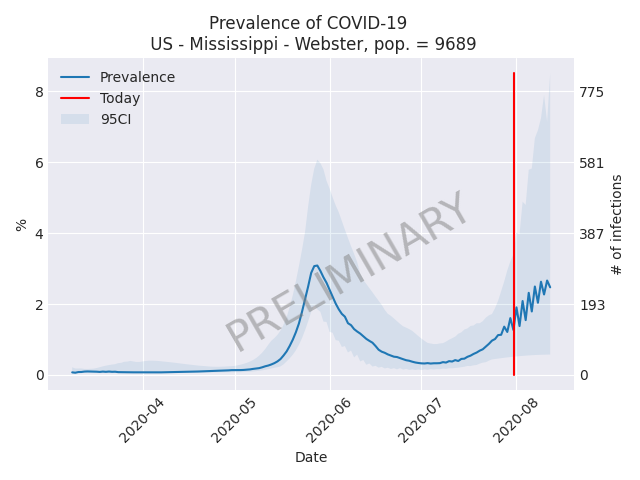 Prevalence of COVID-19
US - Mississippi - Webster, pop. = 9689
Prevalence
Today
95CI
PRELIMINARY
%
8
6
4
2
0
# of infections
775
581
387
193
0
2020-04
2020-05
2020-06
2020-07
2020-08
Date